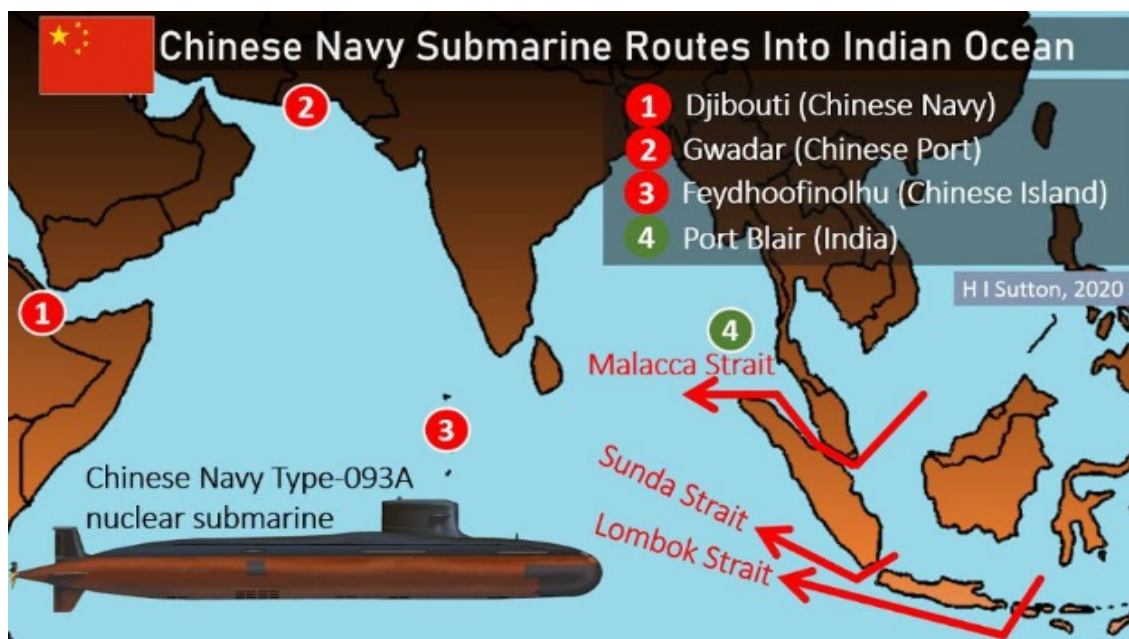 Chinese Navy Submarine Routes Into Indian Ocean
1 Djibouti (Chinese Navy)
2 Gwadar (Chinese Port)
3 Feydhoofinolhu (Chinese Island)
4 Port Blair (India)
H I Sutton, 2020
2
1
4
Malacca Strait
3
Sunda Strait
Lombok Strait
Chinese Navy Type-093A
nuclear submarine